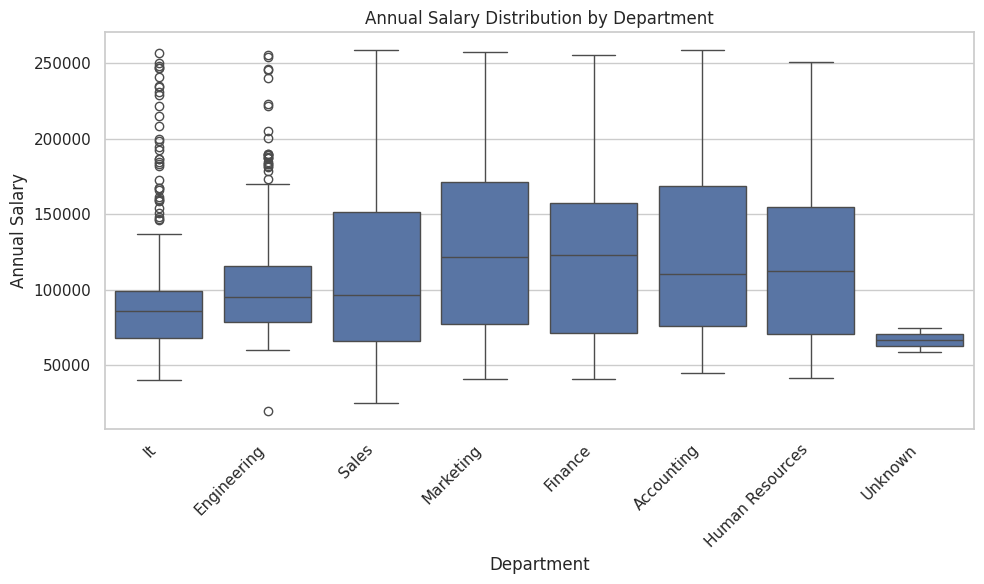 Annual Salary Distribution by Department
Annual Salary
250000
200000
150000
100000
50000
It
Engineering
Sales
Marketing
Finance
Accounting
Human Resources
Unknown
Department